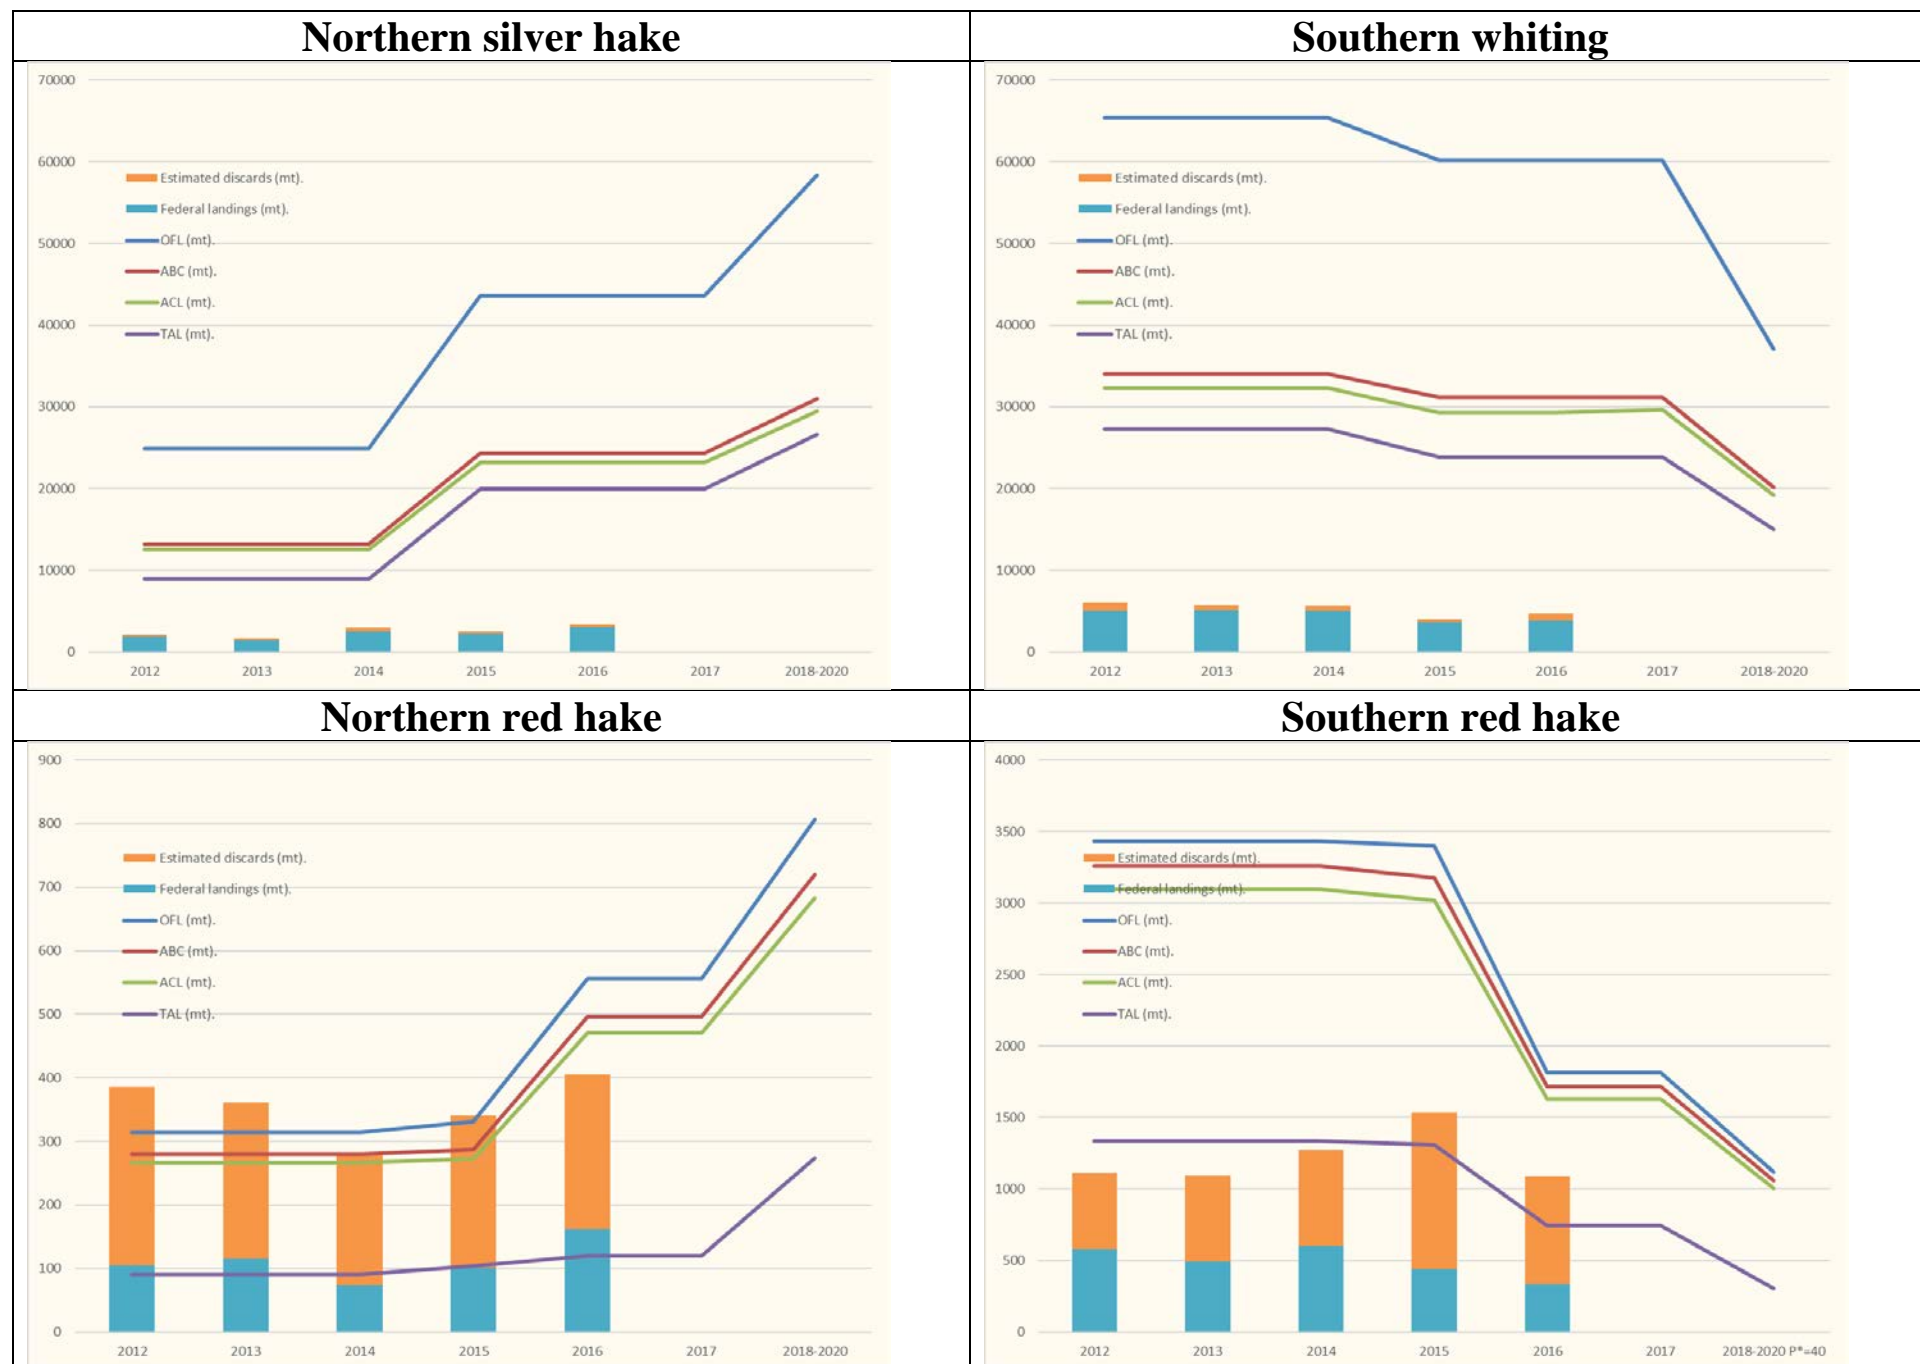 Northern silver hake
70000
60000
50000
40000
30000
20000
10000
0
Estimated discards (mt).
Federal landings (mt).
OFL (mt).
ABC (mt).
ACL (mt).
TAL (mt).
2012 2013 2014 2015 2016 2017 2018-2020
Southern whiting
70000
60000
50000
40000
30000
20000
10000
0
Estimated discards (mt).
Federal landings (mt).
OFL (mt).
ABC (mt).
ACL (mt).
TAL (mt).
2012 2013 2014 2015 2016 2017 2018-2020
Northern red hake
900
800
700
600
500
400
300
200
100
0
Estimated discards (mt).
Federal landings (mt).
OFL (mt).
ABC (mt).
ACL (mt).
TAL (mt).
2012 2013 2014 2015 2016 2017 2018-2020
Southern red hake
4000
3500
3000
2500
2000
1500
1000
500
0
Estimated discards (mt).
Federal landings (mt).
OFL (mt).
ABC (mt).
ACL (mt).
TAL (mt).
2012 2013 2014 2015 2016 2017 2018-2020 P*=40